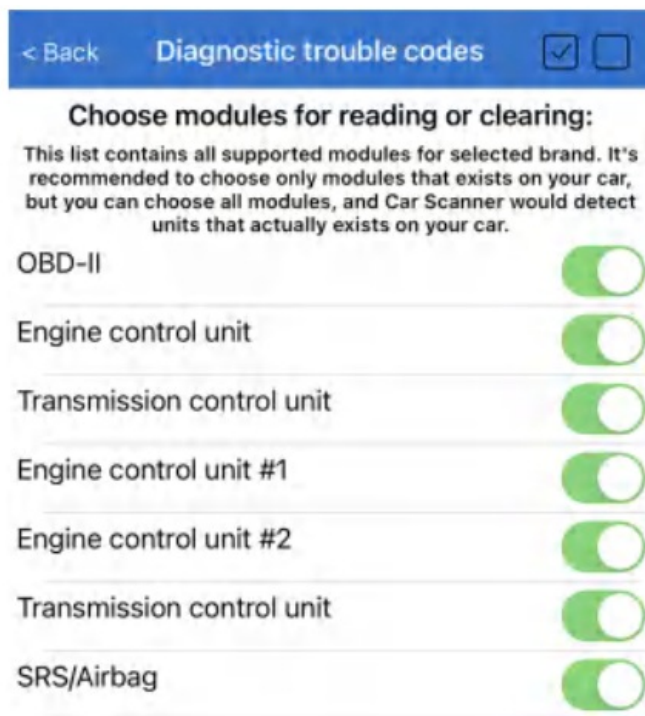 < Back Diagnostic trouble codes
Choose modules for reading or clearing:
This list contains all supported modules for selected brand. It's
recommended to choose only modules that exists on your car,
but you can choose all modules, and Car Scanner would detect
units that actually exists on your car.
OBD-II
Engine control unit
Transmission control unit
Engine control unit #1
Engine control unit #2
Transmission control unit
SRS/Airbag